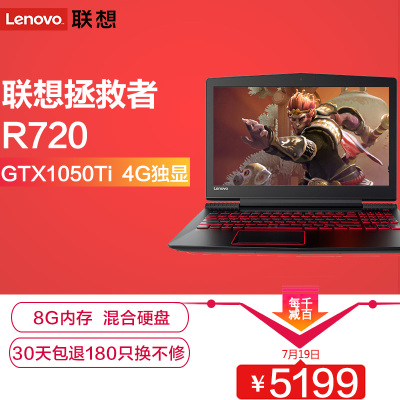 Lenovo 联想
联想拯救者
R720
GTX1050Ti 4G独显
Lenovo
8G内存 混合硬盘
30天包退180只换不修
每千
减百
7月19日
¥5199